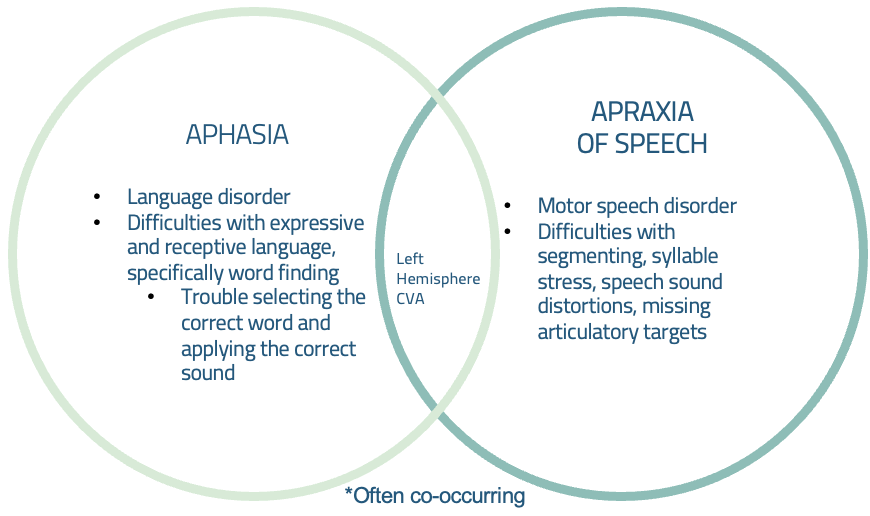 APHASIA
• Language disorder
• Difficulties with expressive
and receptive language,
specifically word finding
• Trouble selecting the
correct word and
applying the correct
sound
Left
Hemisphere
CVA
APRAXIA
OF SPEECH
• Motor speech disorder
• Difficulties with
segmenting, syllable
stress, speech sound
distortions, missing
articulatory targets
*Often co-occurring